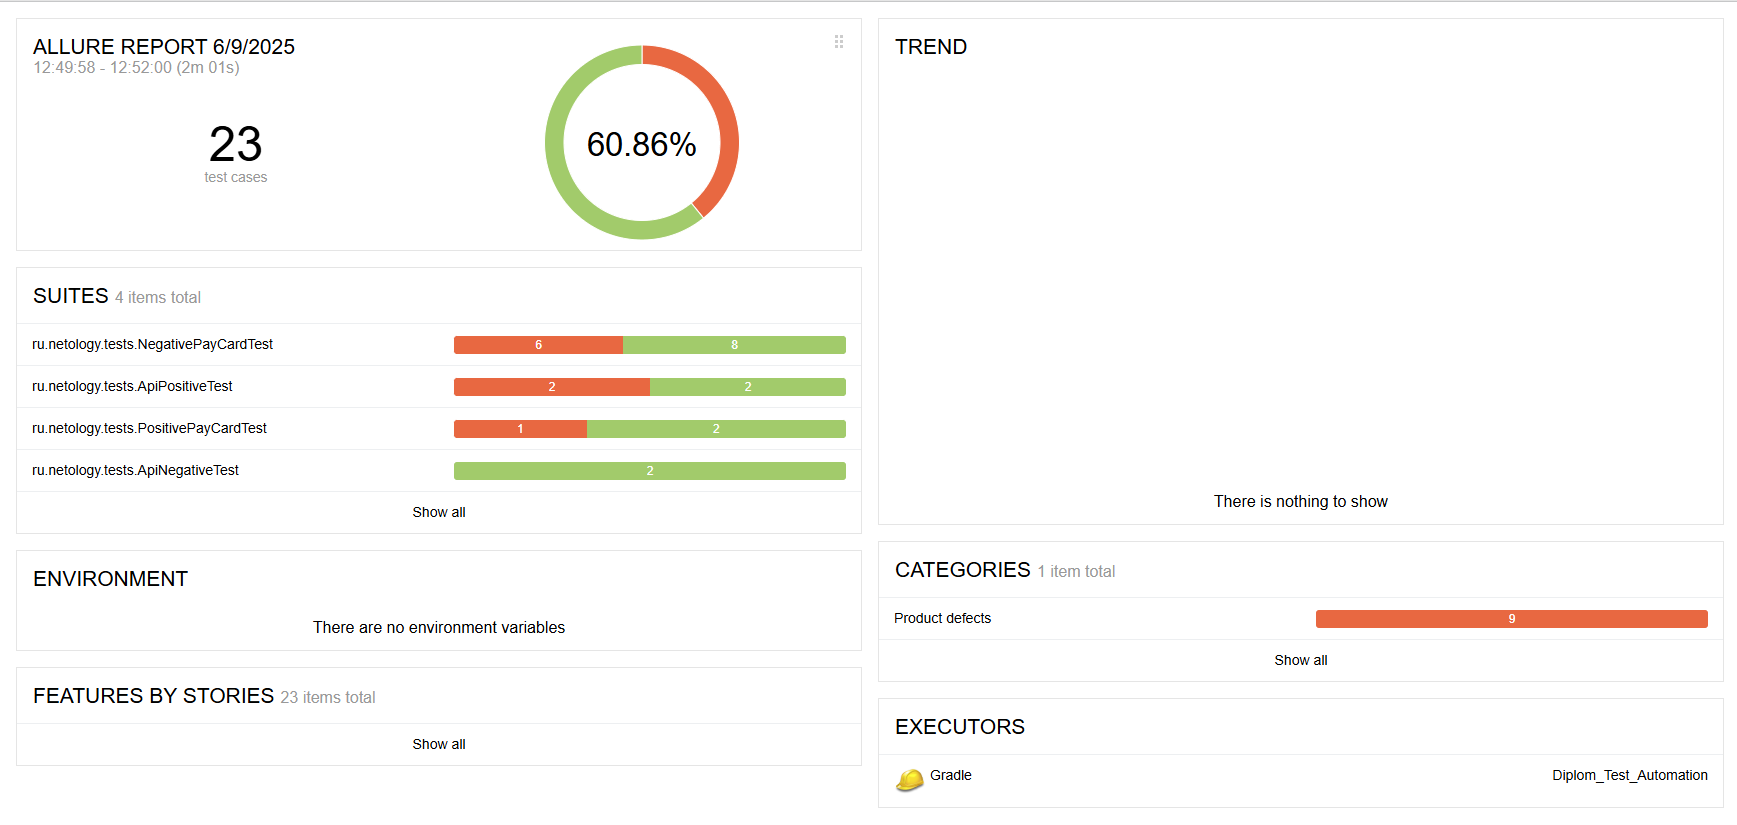 ALLURE REPORT 6/9/2025
12:49:58 - 12:52:00 (2m 01s)
23
test cases
60.86%
SUITES 4 items total
ru.netology.tests.NegativePayCardTest 6 8
ru.netology.tests.ApiPositiveTest 2 2
ru.netology.tests.PositivePayCardTest 1 2
ru.netology.tests.ApiNegativeTest 2
Show all
ENVIRONMENT
There are no environment variables
FEATURES BY STORIES 23 items total
Show all
TREND
There is nothing to show
CATEGORIES 1 item total
Product defects 9
Show all
EXECUTORS
Gradle Diplom_Test_Automation